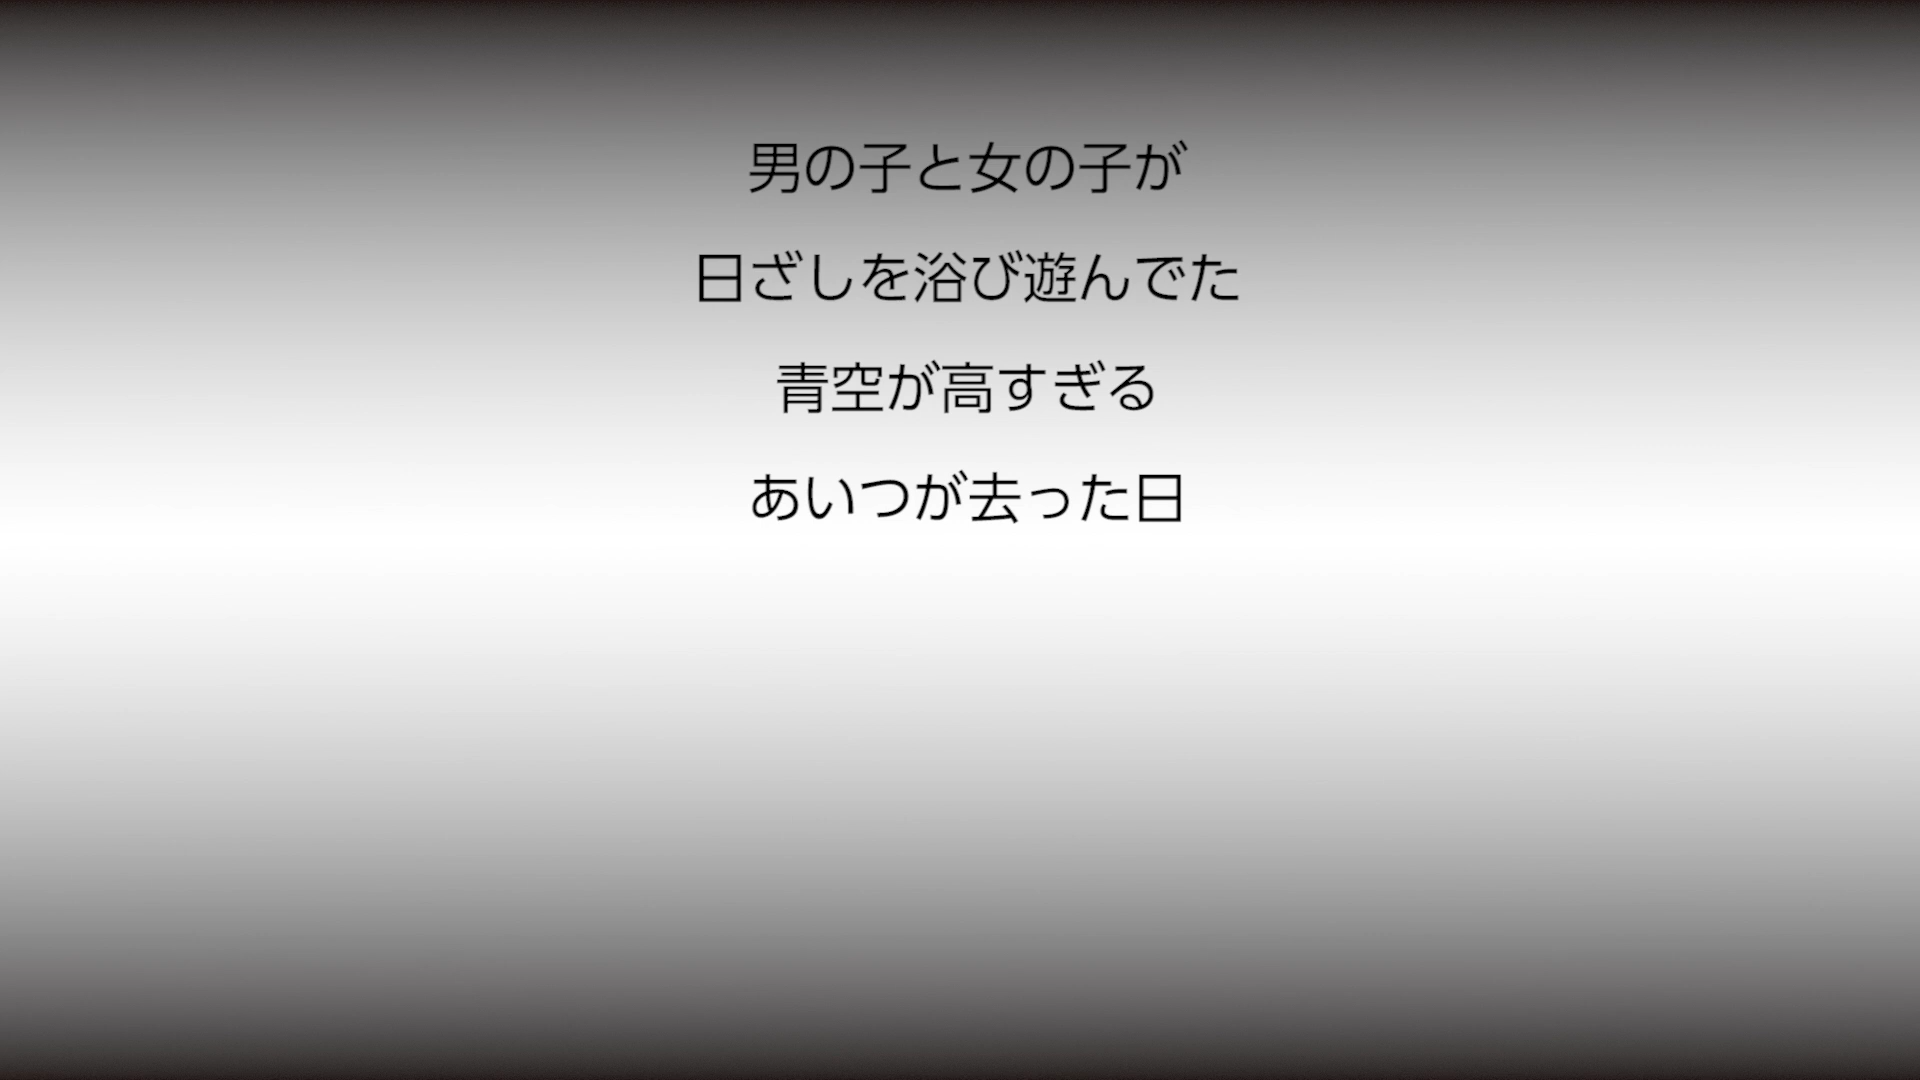 男の子と女の子が
日ざしを浴び遊んでた
青空が高すぎる
あいつが去った日